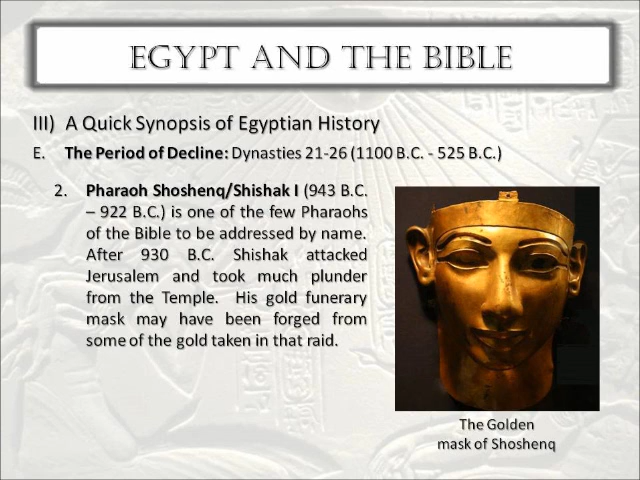 EGYPT AND THE BIBLE
III) A Quick Synopsis of Egyptian History
E. The Period of Decline: Dynasties 21-26 (1100 B.C. - 525 B.C.)
2. Pharaoh Shoshenq/Shishak I (943 B.C.
– 922 B.C.) is one of the few Pharaohs
of the Bible to be addressed by name.
After 930 B.C. Shishak attacked
Jerusalem and took much plunder
from the Temple. His gold funerary
mask may have been forged from
some of the gold taken in that raid.
The Golden
mask of Shoshenq